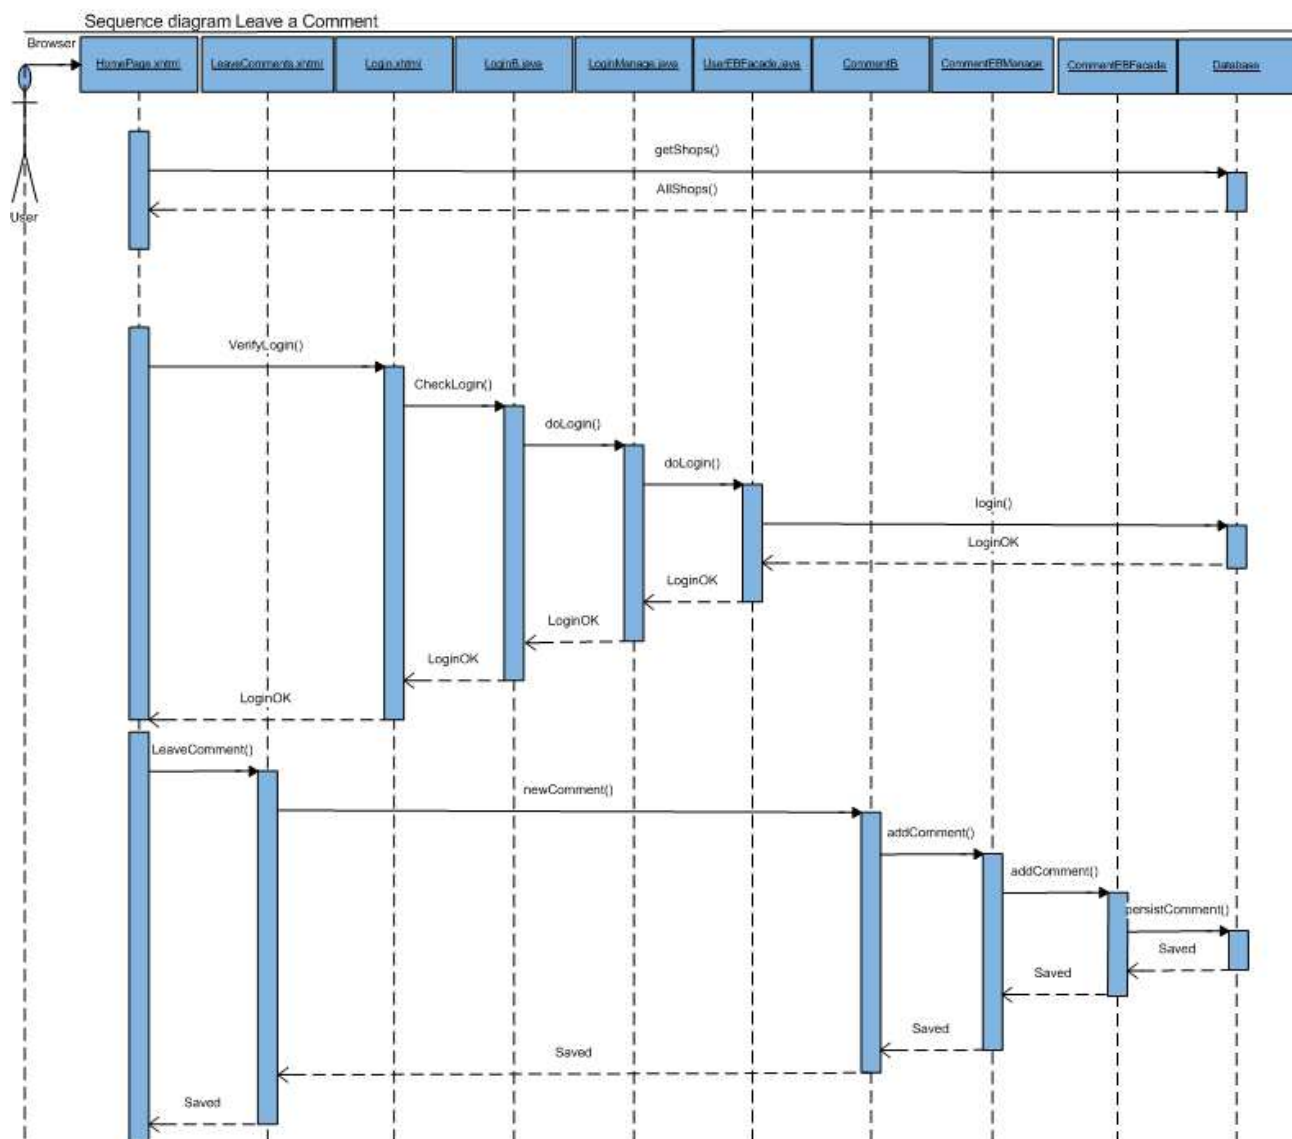 Sequence diagram Leave a Comment
Browser
HomePage.xhtml
LeaveComments.xhtml
Login.xhtml
LoginB.java
LoginManage.java
UserEBFacade.java
CommentB
CommentEBManage
CommentEBFacade
Database
User
getShops()
AllShops()
VerifyLogin()
CheckLogin()
doLogin()
doLogin()
login()
LoginOK
LoginOK
LoginOK
LoginOK
LoginOK
LeaveComment()
newComment()
addComment()
addComment()
persistComment()
Saved
Saved
Saved
Saved
Saved